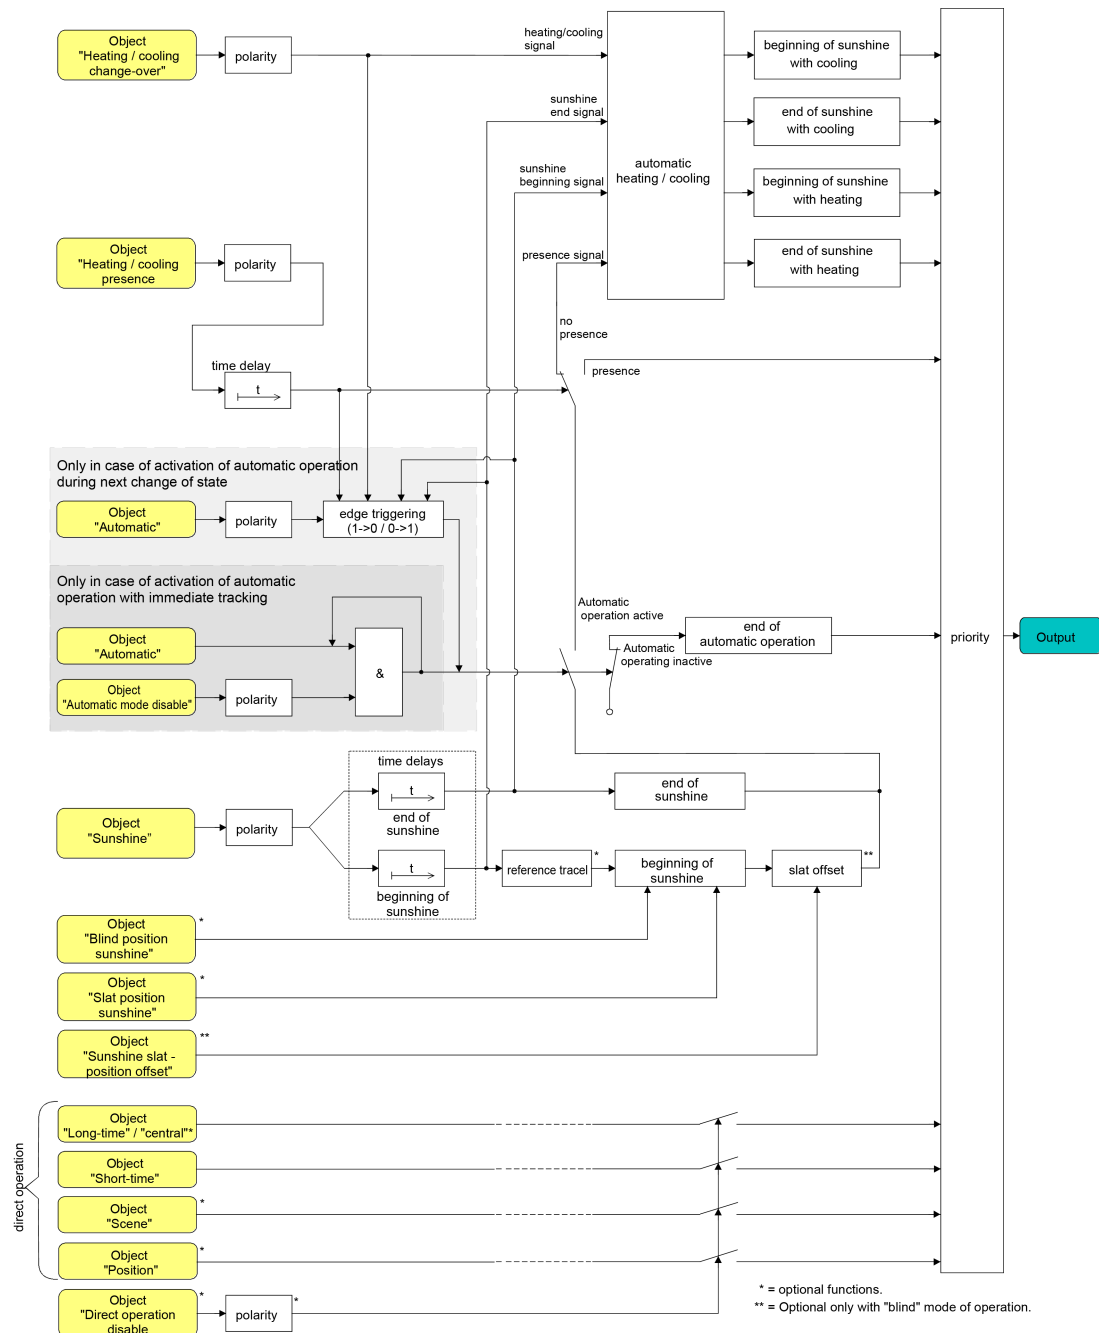 Object
"Heating / cooling
change-over"
polarity
heating/cooling
signal
sunshine
end signal
sunshine
beginning signal
presence signal
automatic
heating / cooling
beginning of sunshine
with cooling
end of sunshine
with cooling
beginning of sunshine
with heating
end of sunshine
with heating
Object
"Heating / cooling
presence
polarity
no
presence
presence
time delay
t
Only in case of activation of automatic operation
during next change of state
Object
"Automatic"
polarity
edge triggering
(1->0 / 0->1)
Only in case of activation of automatic
operation with immediate tracking
Object
"Automatic"
Object
"Automatic mode disable"
polarity
&
Automatic
operation active
Automatic
operating inactive
end of
automatic operation
priority
Output
time delays
t
end of
sunshine
t
beginning of
sunshine
Object
"Sunshine"
polarity
end of
sunshine
reference tracel
*
beginning of
sunshine
slat offset
**
Object
"Blind position
sunshine"
*
Object
"Slat position
sunshine"
*
Object
"Sunshine slat -
position offset"
**
direct operation
Object
"Long-time" / "central"*
Object
"Short-time"
Object
"Scene"
*
Object
"Position"
*
Object
"Direct operation
disable
*
polarity
*
* = optional functions.
** = Optional only with "blind" mode of operation.